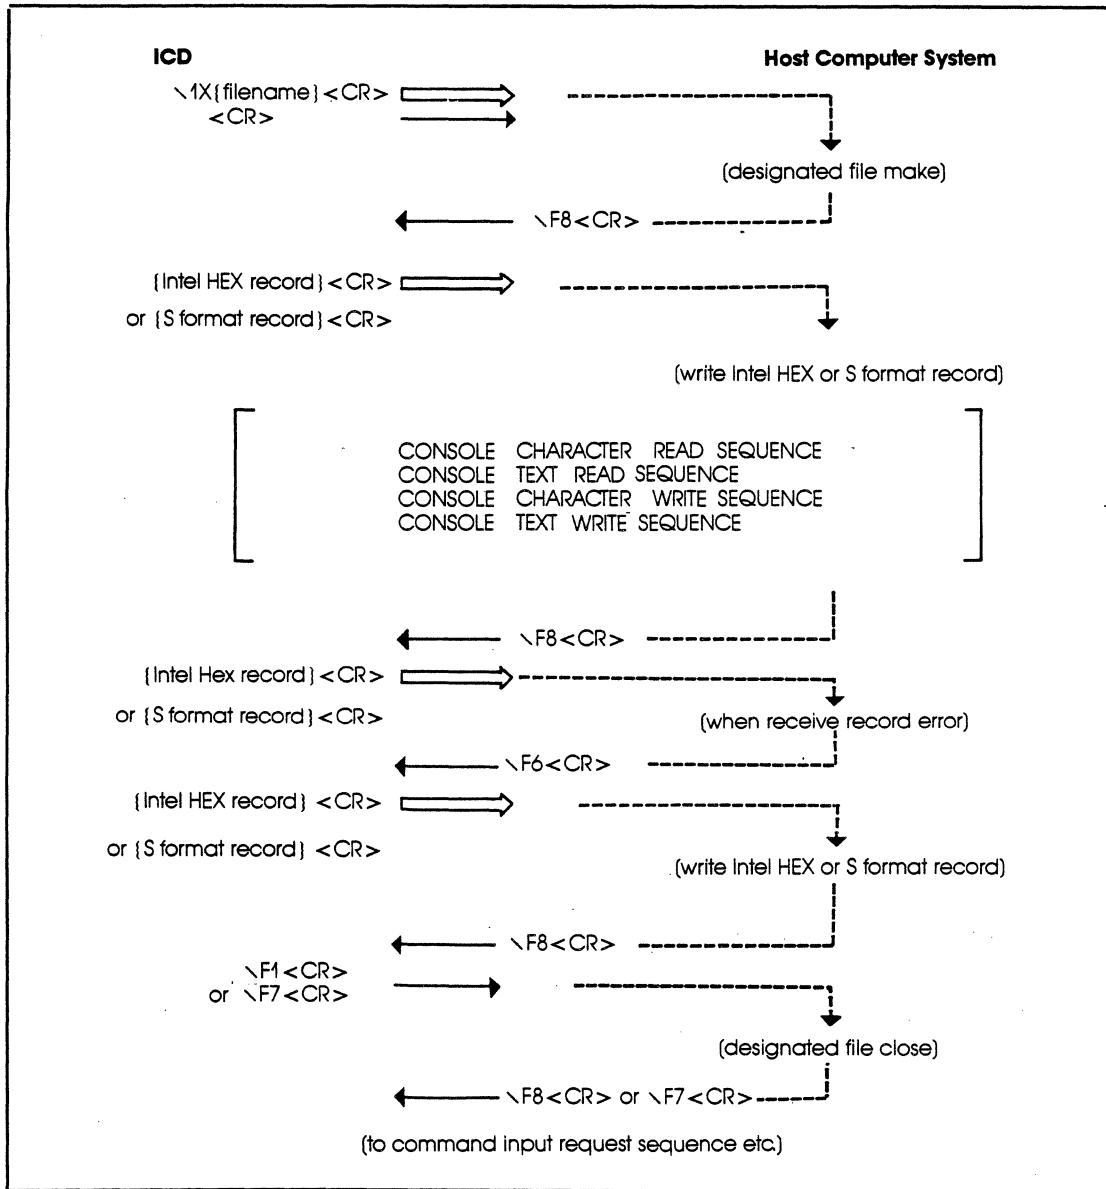 ICD Host Computer System
\1X{filename}<CR>
<CR>
(designated file make)
\F8<CR>
{Intel HEX record}<CR>
or {S format record}<CR>
(write Intel HEX or S format record)
CONSOLE CHARACTER READ SEQUENCE
CONSOLE TEXT READ SEQUENCE
CONSOLE CHARACTER WRITE SEQUENCE
CONSOLE TEXT WRITE SEQUENCE
\F8<CR>
{Intel Hex record}<CR>
or {S format record}<CR> (when receive record error)
\F6<CR>
{Intel HEX record} <CR>
or {S format record} <CR>
(write Intel HEX or S format record)
\F8<CR>
\F1<CR>
or \F7<CR>
(designated file close)
\F8<CR> or \F7<CR>
(to command input request sequence etc.)